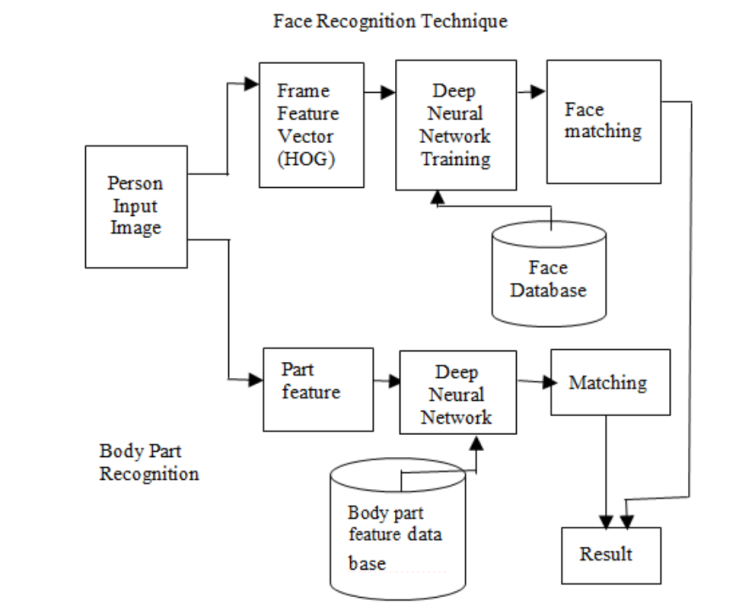 Face Recognition Technique
Frame
Feature
Vector
(HOG)
Deep
Neural
Network
Training
Face
matching
Person
Input
Image
Face
Database
Part
feature
Deep
Neural
Network
Matching
Body Part
Recognition
Body part
feature data
base
Result